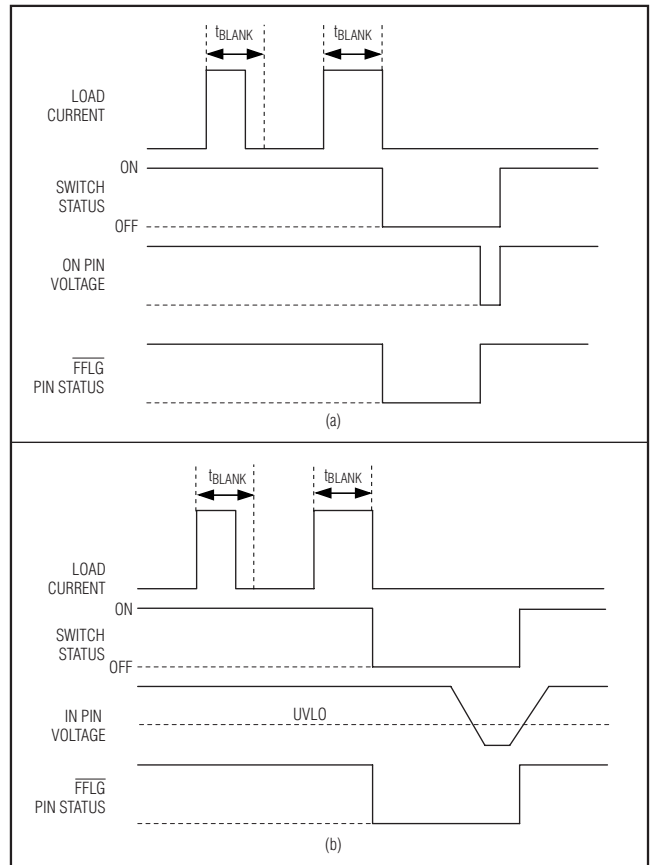 tBLANK tBLANK
LOAD
CURRENT
ON
SWITCH
STATUS
OFF
ON PIN
VOLTAGE
FFLG
PIN STATUS
(a)
tBLANK tBLANK
LOAD
CURRENT
ON
SWITCH
STATUS
OFF
IN PIN
VOLTAGE
UVLO
FFLG
PIN STATUS
(b)